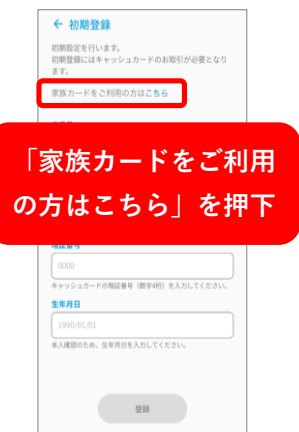 ← 初期登録
初期設定を行います。
初期登録にはキャッシュカードのお取引が必要となり
ます。
家族カードをご利用の方はこちら
「家族カードをご利用
の方はこちら」を押下
暗証番号
0000
キャッシュカードの暗証番号（数字4桁）を入力してください。
生年月日
1990/01/01
本人確認のため、生年月日を入力してください。
登録